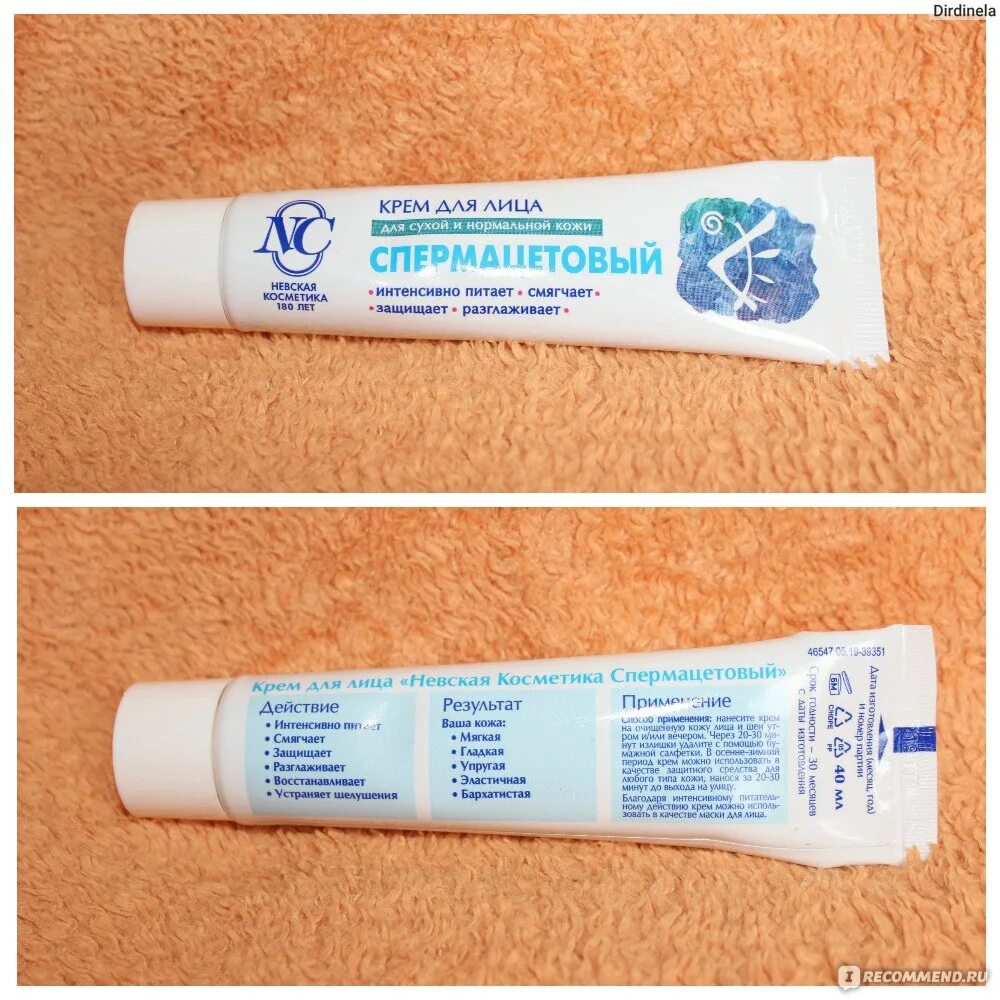 Dirdinela
NC
НЕВСКАЯ
КОСМЕТИКА
180 ЛЕТ
КРЕМ ДЛЯ ЛИЦА
для сухой и нормальной кожи
СПЕРМАЦЕТОВЫЙ
•интенсивно питает • смягчает•
•защищает • разглаживает•
Крем для лица «Невская Косметика Спермацетовый»
Действие
• Интенсивно питает
• Смягчает
• Защищает
• Разглаживает
• Восстанавливает
• Устраняет шелушения
Результат
Ваша кожа:
• Мягкая
• Гладкая
• Упругая
• Эластичная
• Бархатистая
Применение
Способ применения: нанесите крем
на очищенную кожу лица и шеи ут-
ром и/или вечером. Через 20-30 ми-
нут излишки удалите с помощью бу-
мажной салфетки. В осенне-зимний
период крем можно использовать в
качестве защитного средства для
любого типа кожи, нанося за 20-30
минут до выхода на улицу.
Благодаря интенсивному питатель-
ному действию крем можно исполь-
зовать в качестве маски для лица.
46547 05.19-39351
Дата изготовления (месяц, год)
и номер партии
6М
40 МЛ
Срок годности – 30 месяцев
с даты изготовления
I RECOMMEND.RU